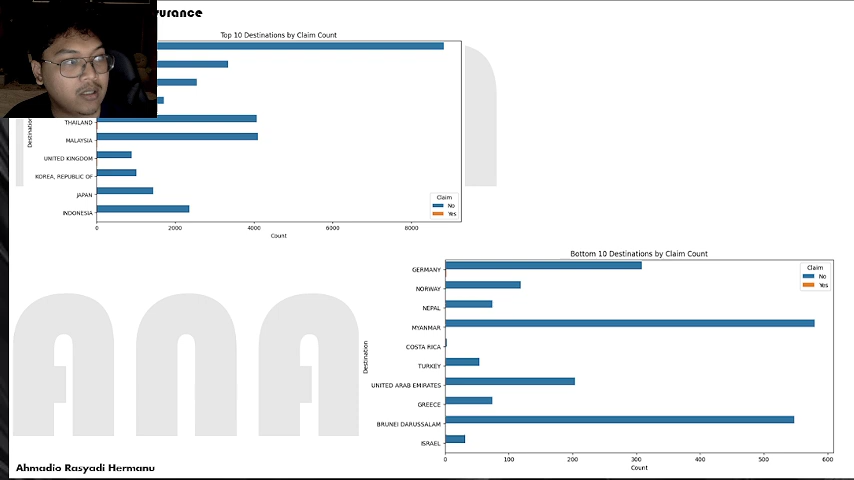 Top 10 Destinations by Claim Count
THAILAND
MALAYSIA
UNITED KINGDOM
KOREA, REPUBLIC OF
JAPAN
INDONESIA
Destination
Claim
No
Yes
0 2000 4000 6000 8000
Count
Bottom 10 Destinations by Claim Count
GERMANY
NORWAY
NEPAL
MYANMAR
COSTA RICA
TURKEY
UNITED ARAB EMIRATES
GREECE
BRUNEI DARUSSALAM
ISRAEL
Destination
Claim
No
Yes
0 100 200 300 400 500 600
Count
Ahmadio Rasyadi Hermanu